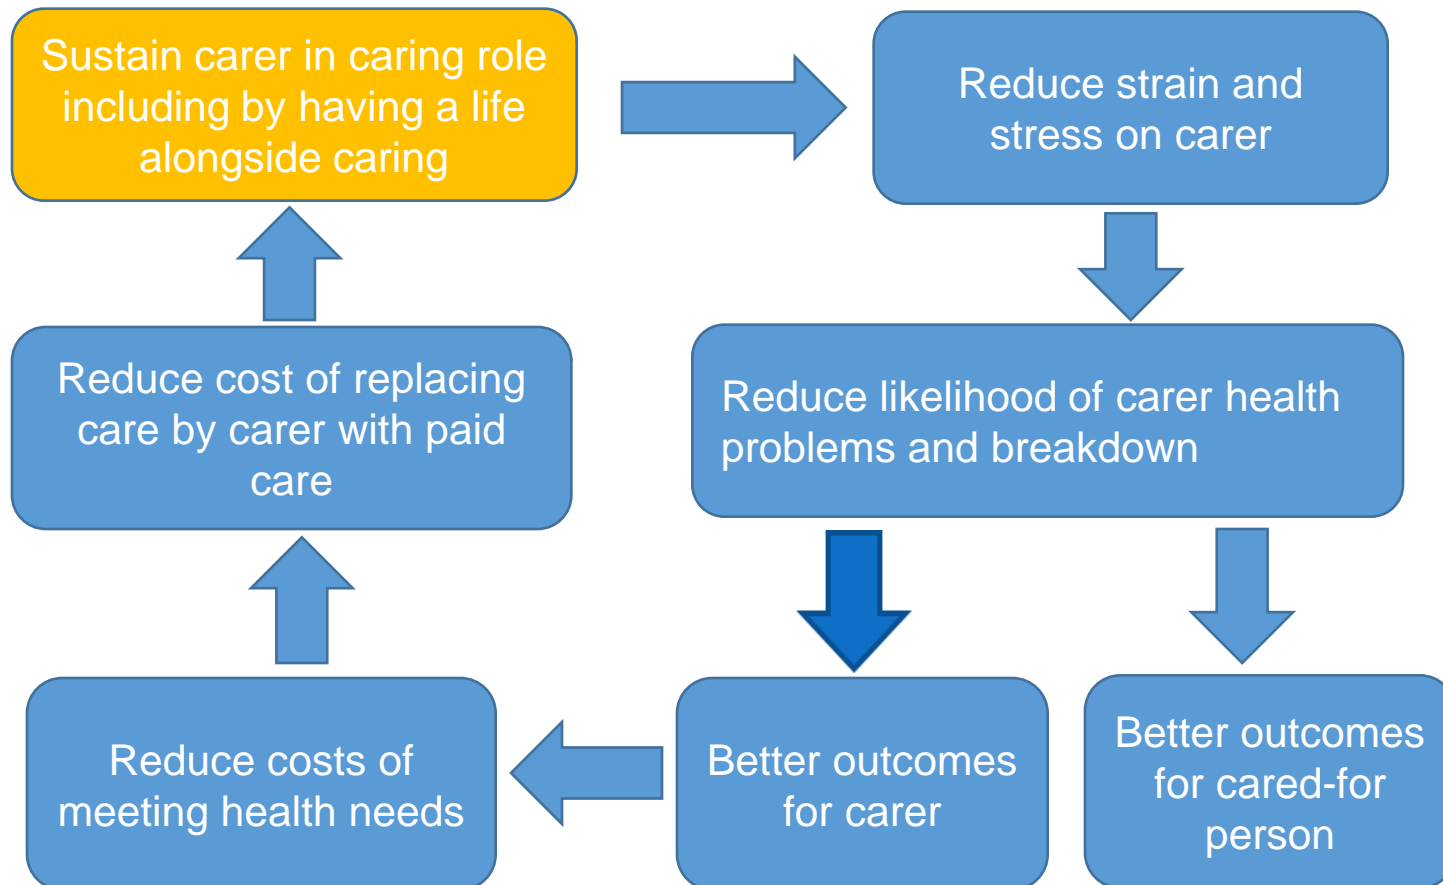 Sustain carer in caring role
including by having a life
alongside caring
Reduce strain and
stress on carer
Reduce likelihood of carer health
problems and breakdown
Better outcomes
for carer
Better outcomes
for cared-for
person
Reduce costs of
meeting health needs
Reduce cost of replacing
care by carer with paid
care